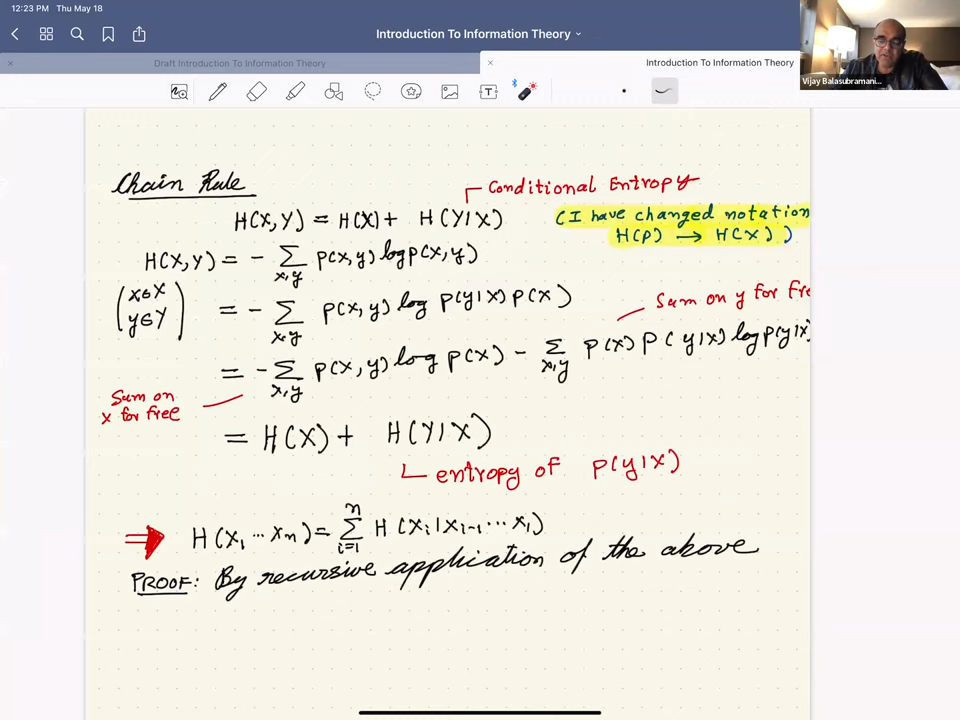 12:23 PM Thu May 18
Introduction To Information Theory
Draft Introduction To Information Theory
Introduction To Information Theory
Vijay Balasubramani...
Chain Rule
Conditional Entropy
H(X,Y) = H(X) + H(Y|X)
(I have changed notation
H(p) → H(X))
H(X,Y) = - Σ p(x,y) log p(x,y)
x,y
(x∈X
y∈Y)
= - Σ p(x,y) log p(y|x) p(x)
x,y
Sum on y for fre
= - Σ p(x,y) log p(x) - Σ p(x) p(y|x) log p(y|x)
x,y x,y
Sum on
x for free
= H(X) + H(Y|X)
entropy of p(y|x)
⇒ H(x₁ ... xₙ) = Σⁿᵢ₌₁ H(xᵢ|xᵢ₋₁ ... x₁)
PROOF: By recursive application of the above